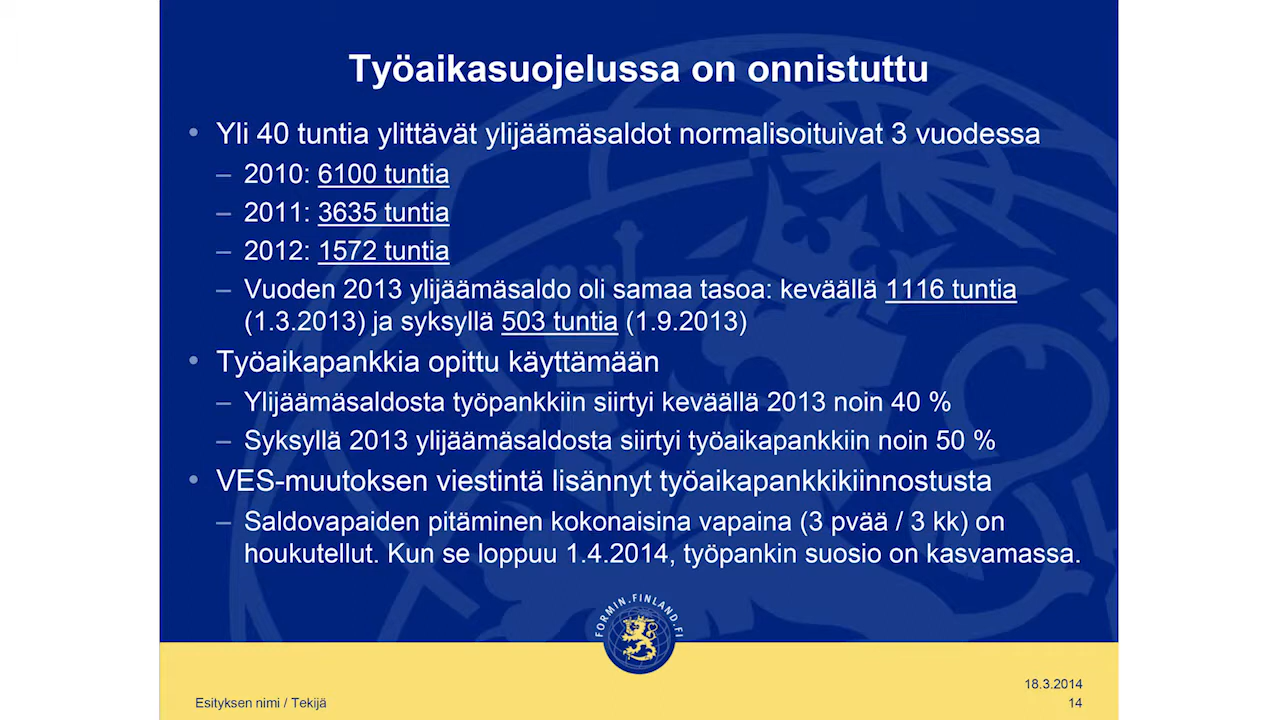 Työaikasuojelussa on onnistuttu
• Yli 40 tuntia ylittävät ylijäämäsaldot normalisoituivat 3 vuodessa
– 2010: 6100 tuntia
– 2011: 3635 tuntia
– 2012: 1572 tuntia
– Vuoden 2013 ylijäämäsaldo oli samaa tasoa: keväällä 1116 tuntia
(1.3.2013) ja syksyllä 503 tuntia (1.9.2013)
• Työaikapankkia opittu käyttämään
– Ylijäämäsaldosta työpankkiin siirtyi keväällä 2013 noin 40 %
– Syksyllä 2013 ylijäämäsaldosta siirtyi työaikapankkiin noin 50 %
• VES-muutoksen viestintä lisännyt työaikapankkikiinnostusta
– Saldovapaiden pitäminen kokonaisina vapaina (3 pvää / 3 kk) on
houkutellut. Kun se loppuu 1.4.2014, työpankin suosio on kasvamassa.
FORMIN.FINLAND.FI
18.3.2014
Esityksen nimi / Tekijä
14